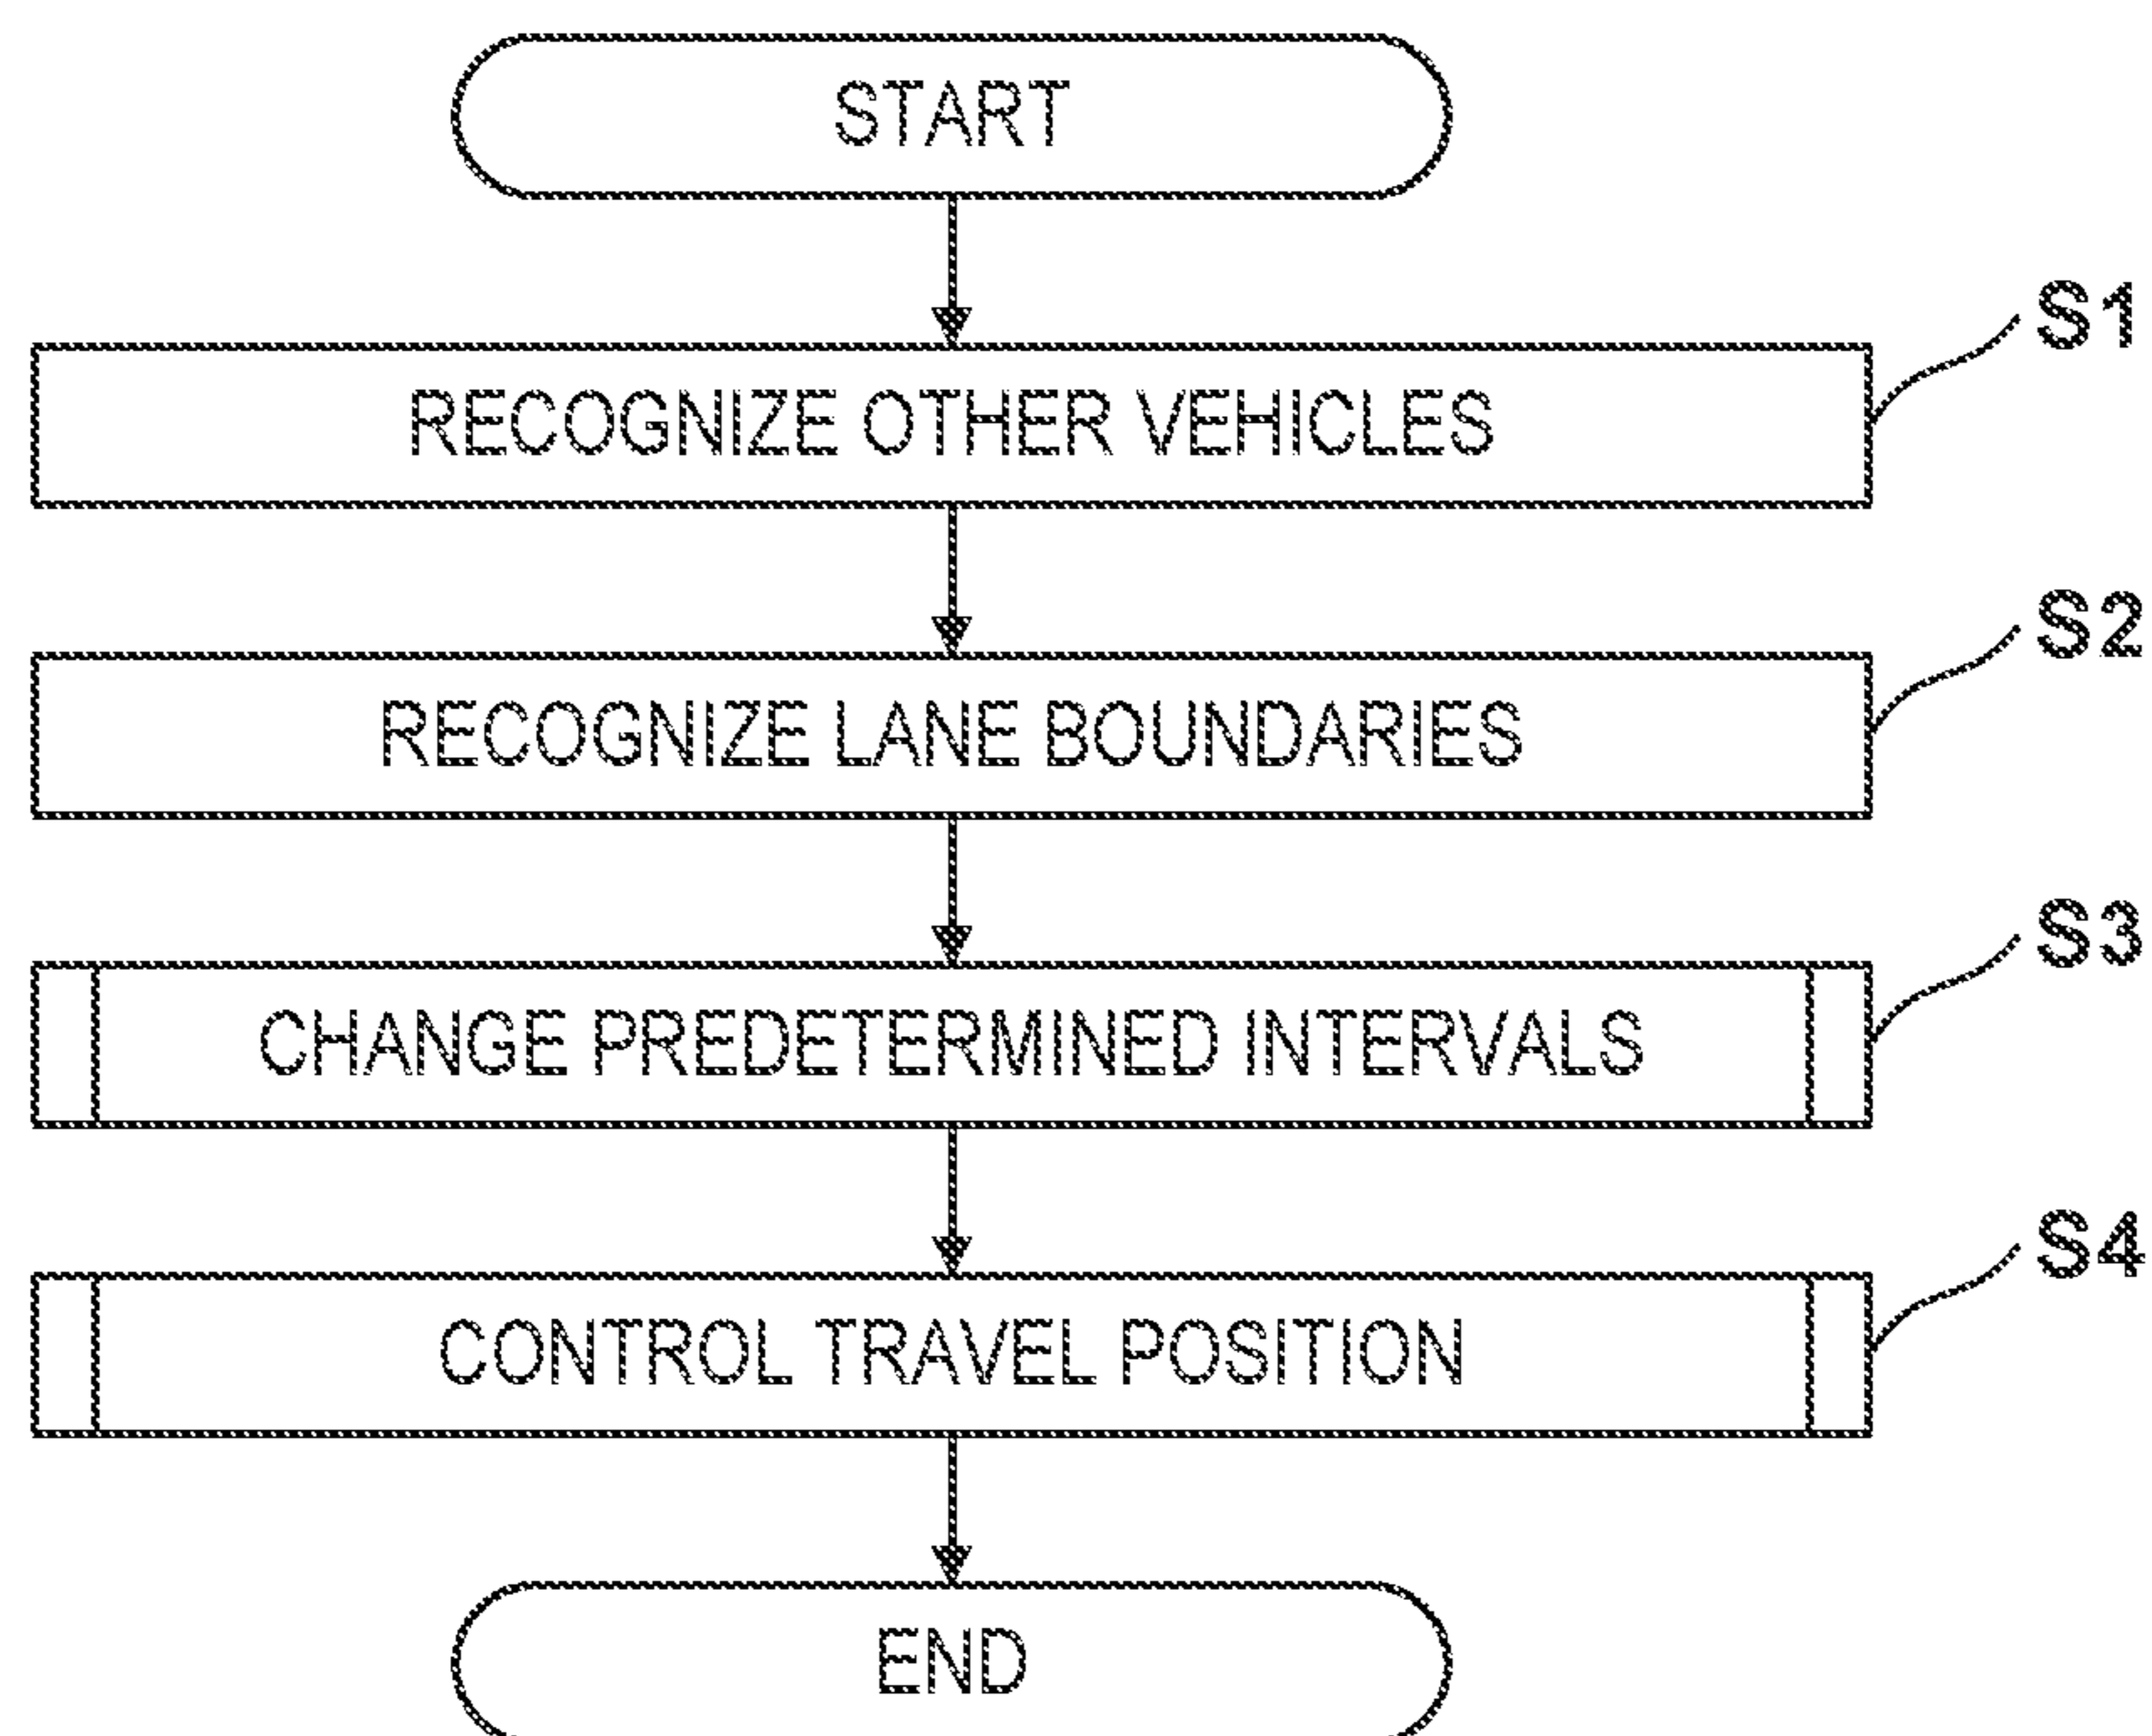 START
S1
RECOGNIZE OTHER VEHICLES
S2
RECOGNIZE LANE BOUNDARIES
S3
CHANGE PREDETERMINED INTERVALS
S4
CONTROL TRAVEL POSITION
END